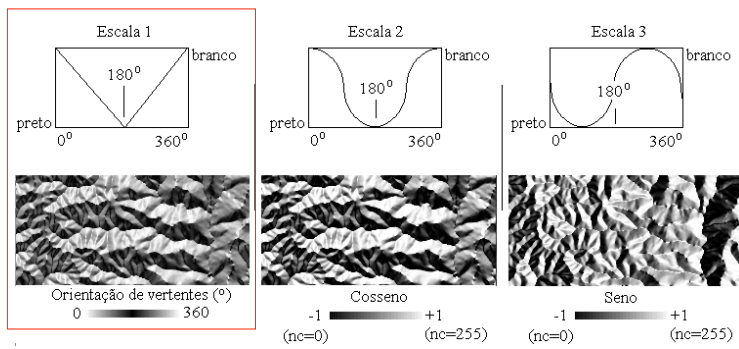 Escala 1
branco
180⁰
preto
0⁰
360⁰
Orientação de vertentes (⁰)
0
360
Escala 2
180⁰
0⁰
360⁰
Cosseno
-1
+1
(nc=0)
(nc=255)
Escala 3
branco
180⁰
preto
0⁰
360⁰
Seno
-1
+1
(nc=0)
(nc=255)